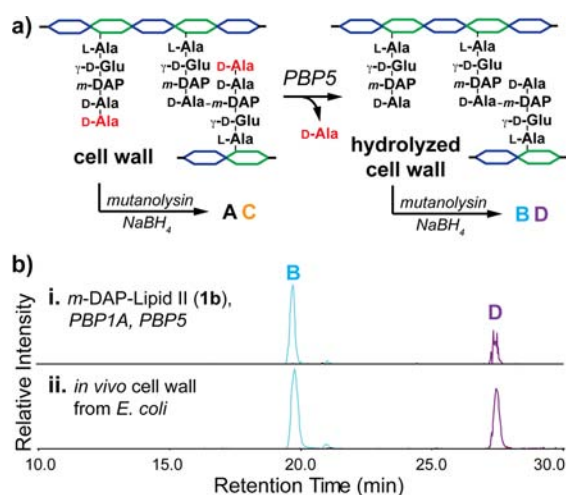 a)
L-Ala L-Ala
γ-D-Glu γ-D-Glu D-Ala
m-DAP m-DAP D-Ala
D-Ala D-Ala-m-DAP
D-Ala γ-D-Glu
L-Ala
cell wall
PBP5
D-Ala
L-Ala L-Ala
γ-D-Glu γ-D-Glu
m-DAP m-DAP D-Ala
D-Ala D-Ala-m-DAP
γ-D-Glu
L-Ala
hydrolyzed
cell wall
mutanolysin
NaBH4
A C
mutanolysin
NaBH4
B D
b)
B
D
i. m-DAP-Lipid II (1b),
PBP1A, PBP5
ii. in vivo cell wall
from E. coli
Relative Intensity
10.0 15.0 20.0 25.0 30.0
Retention Time (min)